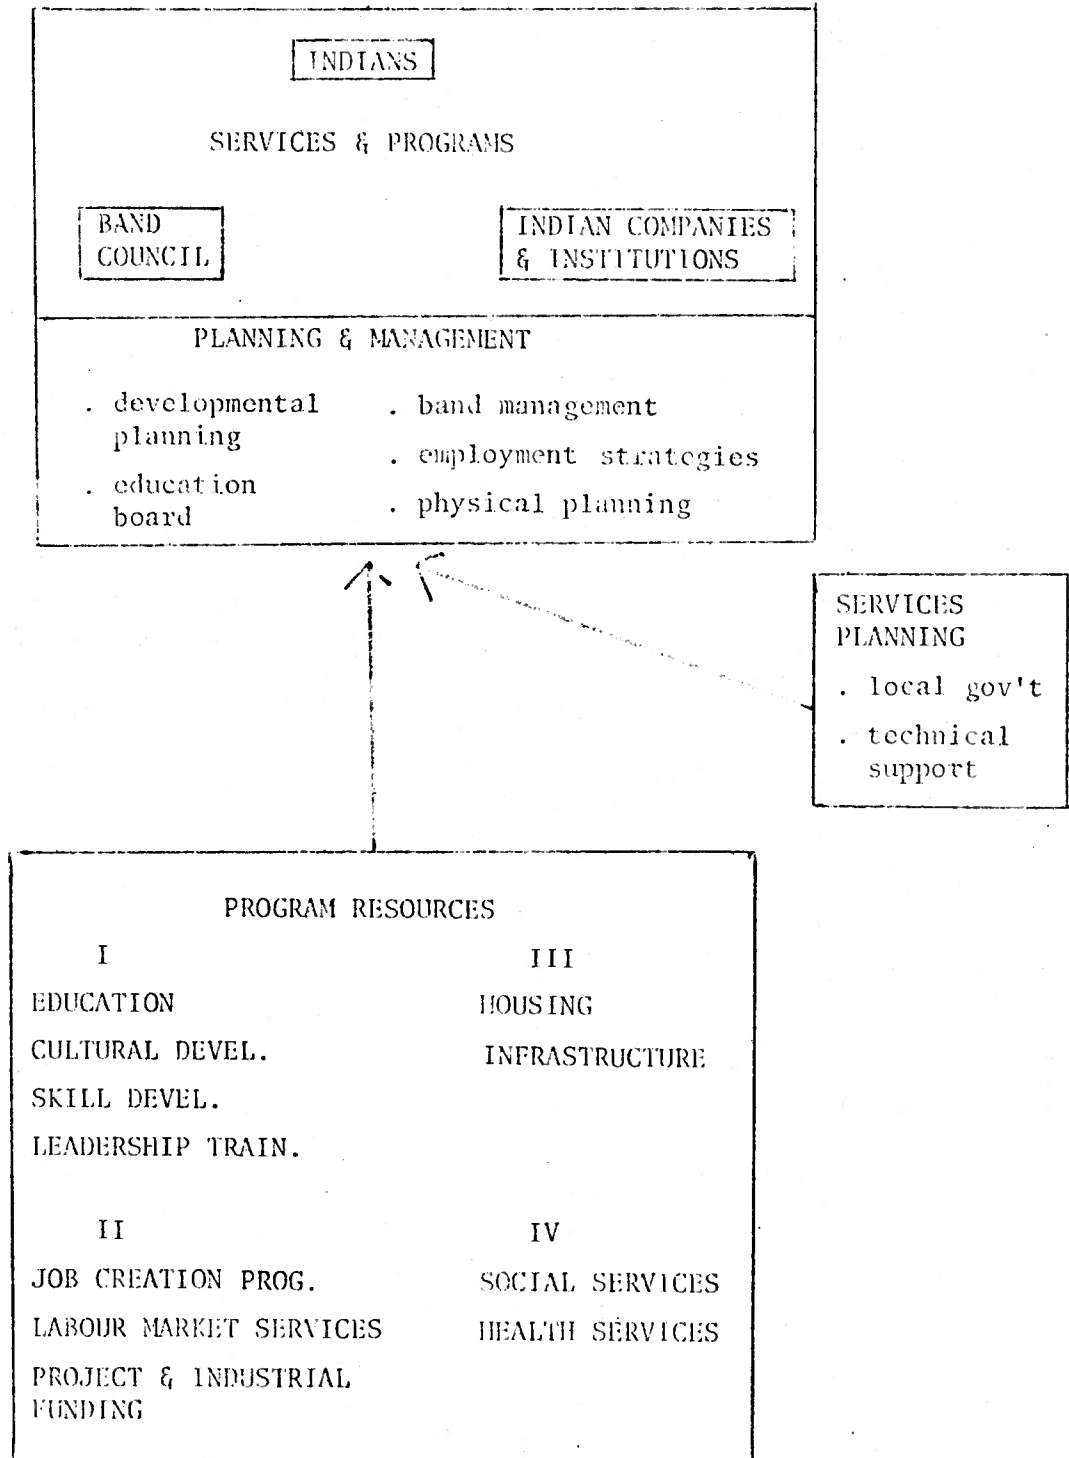 INDIANS
SERVICES & PROGRAMS
BAND
COUNCIL
INDIAN COMPANIES
& INSTITUTIONS
PLANNING & MANAGEMENT
. developmental
planning
. education
board
. band management
. employment strategies
. physical planning
SERVICES
PLANNING
. local gov't
. technical
support
PROGRAM RESOURCES
I
EDUCATION
CULTURAL DEVEL.
SKILL DEVEL.
LEADERSHIP TRAIN.
II
JOB CREATION PROG.
LABOUR MARKET SERVICES
PROJECT & INDUSTRIAL
FUNDING
III
HOUSING
INFRASTRUCTURE
IV
SOCIAL SERVICES
HEALTH SERVICES